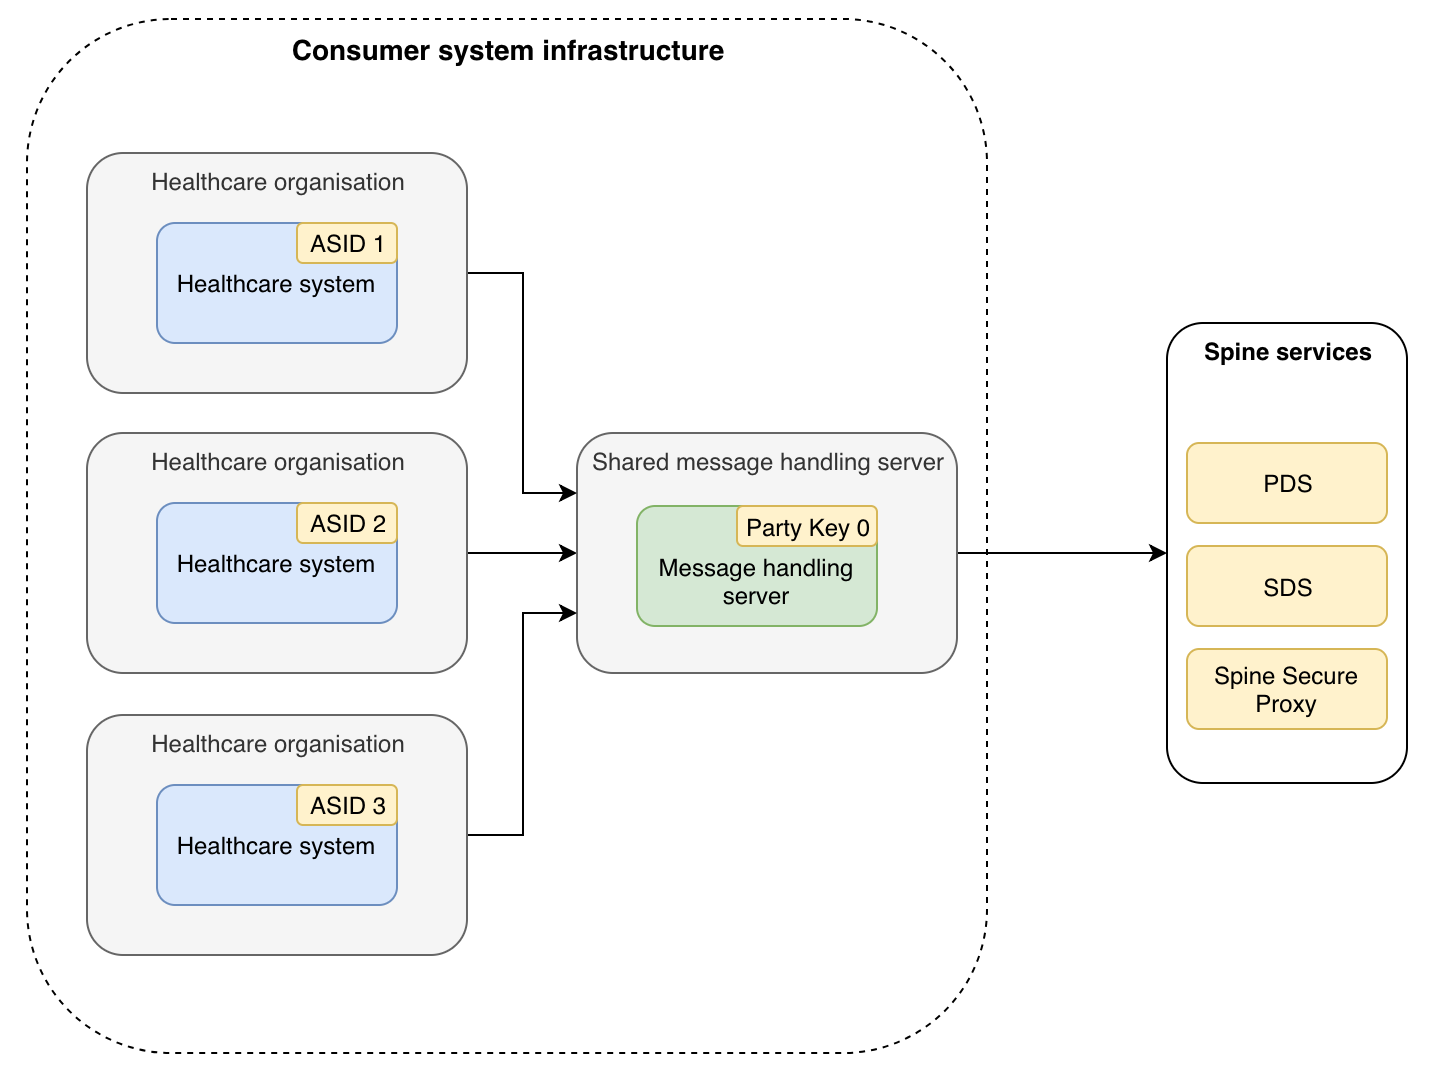 Consumer system infrastructure
Healthcare organisation
ASID 1
Healthcare system
Healthcare organisation
ASID 2
Healthcare system
Healthcare organisation
ASID 3
Healthcare system
Shared message handling server
Party Key 0
Message handling
server
Spine services
PDS
SDS
Spine Secure
Proxy